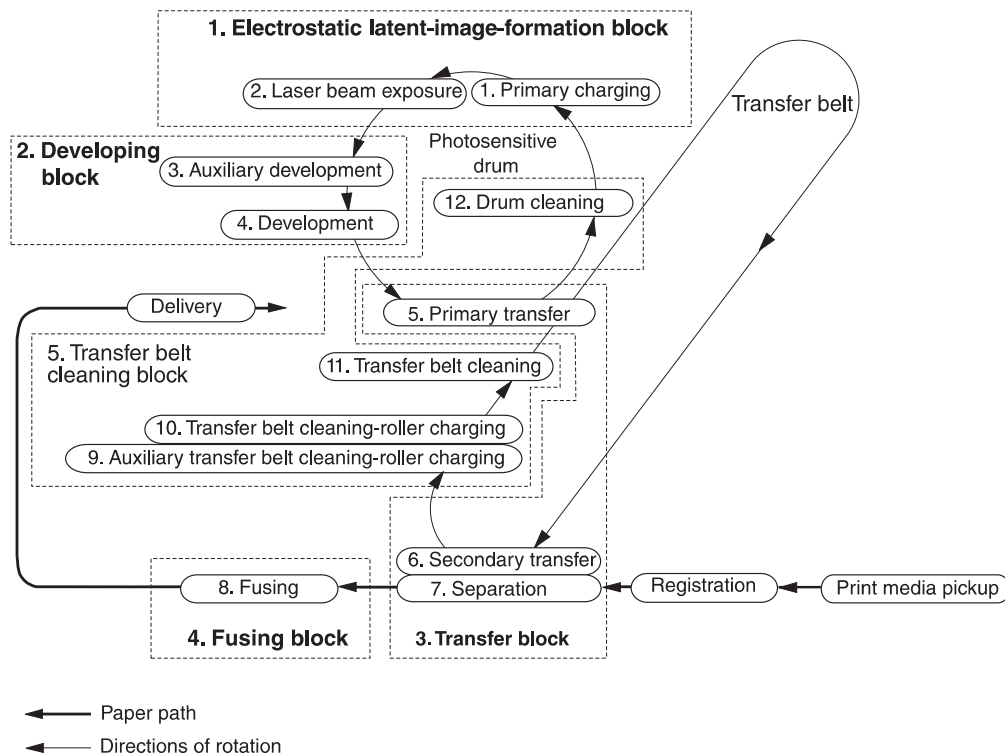 1. Electrostatic latent-image-formation block
2. Laser beam exposure
1. Primary charging
Transfer belt
2. Developing
block
Photosensitive
drum
3. Auxiliary development
12. Drum cleaning
4. Development
Delivery
5. Primary transfer
5. Transfer belt
cleaning block
11. Transfer belt cleaning
10. Transfer belt cleaning-roller charging
9. Auxiliary transfer belt cleaning-roller charging
6. Secondary transfer
7. Separation
8. Fusing
Registration
Print media pickup
4. Fusing block
3. Transfer block
Paper path
Directions of rotation